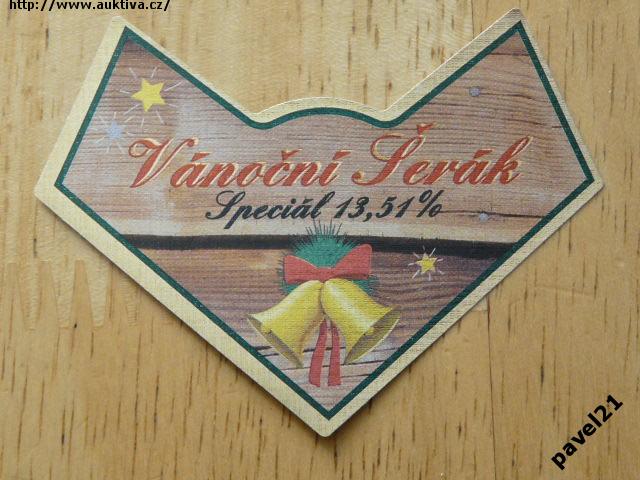 http://www.auktiva.cz/
Vánoční Šerák
Speciál 13,51%
pavel21